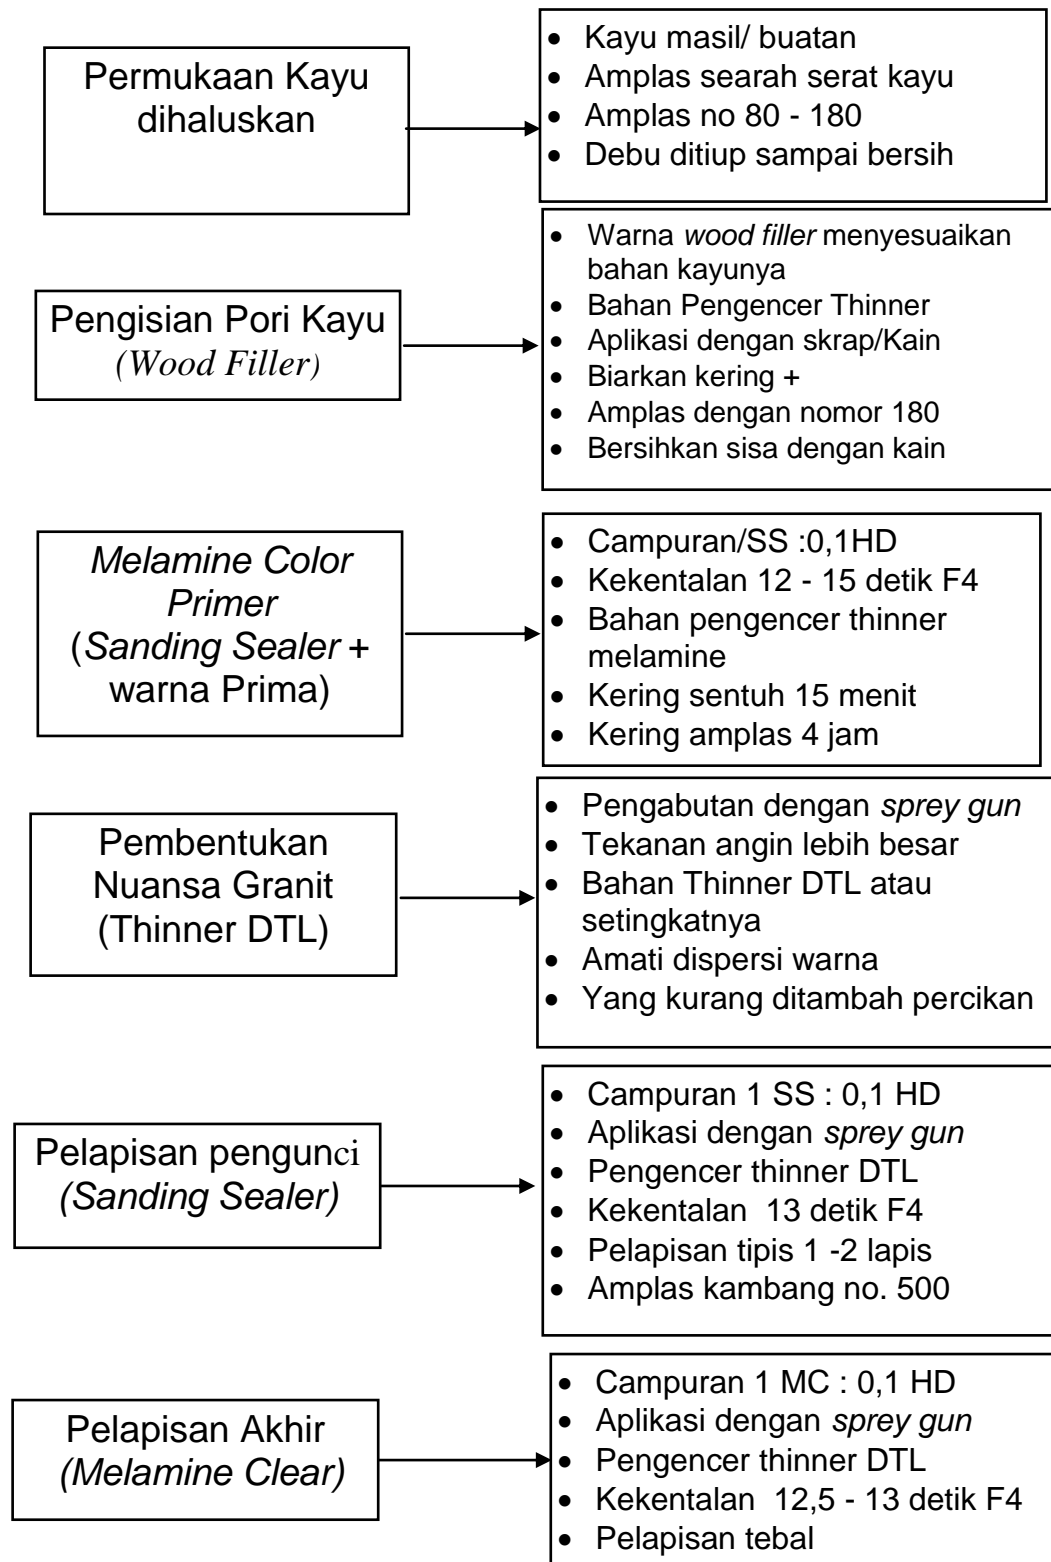 Permukaan Kayu
dihaluskan
• Kayu masil/ buatan
• Amplas searah serat kayu
• Amplas no 80 - 180
• Debu ditiup sampai bersih
Pengisian Pori Kayu
(Wood Filler)
• Warna wood filler menyesuaikan
bahan kayunya
• Bahan Pengencer Thinner
• Aplikasi dengan skrap/Kain
• Biarkan kering +
• Amplas dengan nomor 180
• Bersihkan sisa dengan kain
Melamine Color
Primer
(Sanding Sealer +
warna Prima)
• Campuran/SS :0,1HD
• Kekentalan 12 - 15 detik F4
• Bahan pengencer thinner
melamine
• Kering sentuh 15 menit
• Kering amplas 4 jam
Pembentukan
Nuansa Granit
(Thinner DTL)
• Pengabutan dengan sprey gun
• Tekanan angin lebih besar
• Bahan Thinner DTL atau
setingkatnya
• Amati dispersi warna
• Yang kurang ditambah percikan
Pelapisan pengunci
(Sanding Sealer)
• Campuran 1 SS : 0,1 HD
• Aplikasi dengan sprey gun
• Pengencer thinner DTL
• Kekentalan 13 detik F4
• Pelapisan tipis 1 -2 lapis
• Amplas kambang no. 500
Pelapisan Akhir
(Melamine Clear)
• Campuran 1 MC : 0,1 HD
• Aplikasi dengan sprey gun
• Pengencer thinner DTL
• Kekentalan 12,5 - 13 detik F4
• Pelapisan tebal